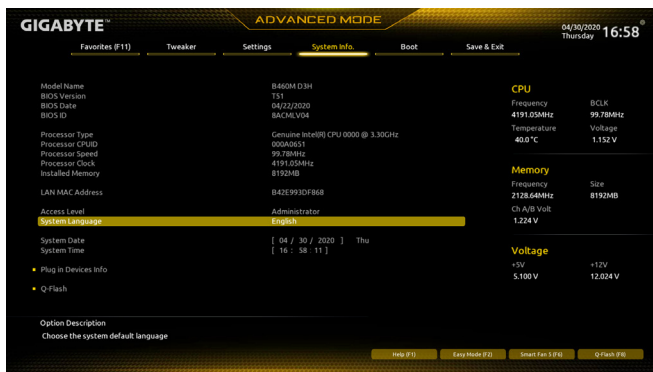 GIGABYTE™
ADVANCED MODE
04/30/2020 Thursday 16:58
Favorites (F11) Tweaker Settings System Info. Boot Save & Exit
Model Name B460M D3H
BIOS Version T51
BIOS Date 04/22/2020
BIOS ID 8ACMLV04
Processor Type Genuine Intel(R) CPU 0000 @ 3.30GHz
Processor CPUID 000A0651
Processor Speed 99.78MHz
Processor Clock 4191.05MHz
Installed Memory 8192MB
LAN MAC Address B42E993DF868
Access Level Administrator
System Language English
System Date [ 04 / 30 / 2020 ] Thu
System Time [ 16 : 58 : 11 ]
Plug in Devices Info
Q-Flash
CPU
Frequency BCLK
4191.05MHz 99.78MHz
Temperature Voltage
40.0 °C 1.152 V
Memory
Frequency Size
2128.64MHz 8192MB
Ch A/B Volt
1.224 V
Voltage
+5V +12V
5.100 V 12.024 V
Option Description
Choose the system default language
Help (F1) Easy Mode (F2) Smart Fan 5 (F6) Q-Flash (F8)